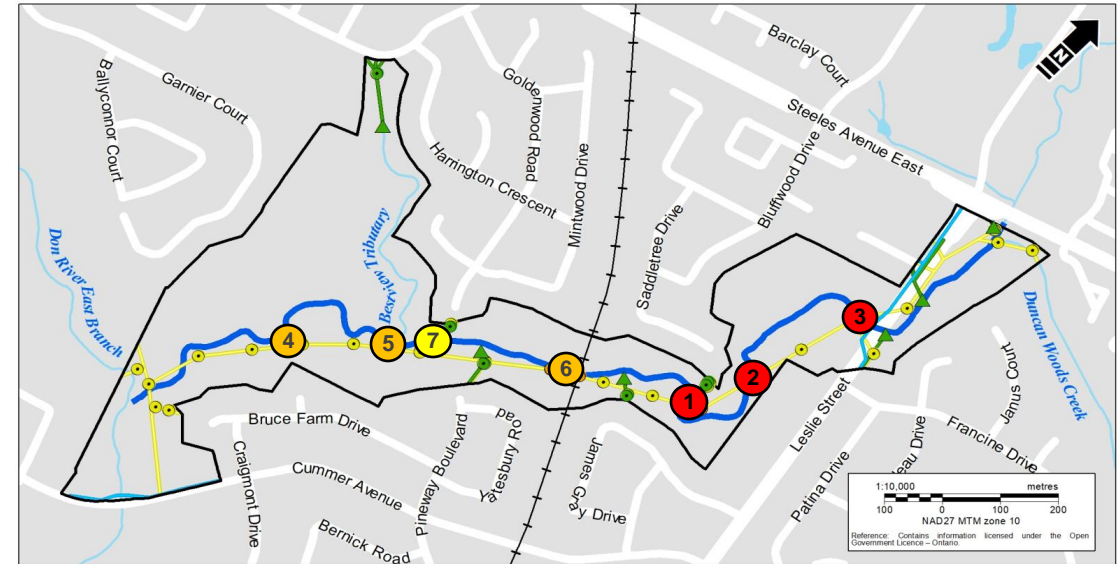 N
Barclay Court
Steeles Avenue East
Ballyconnor Court
Garnier Court
Goldenwood Road
Harrington Crescent
Mintwood Drive
Bluffwood Drive
Saddletree Drive
Don River East Branch
Bestview Tributary
Duncan Woods Creek
3
4
5
7
6
2
1
Bruce Farm Drive
Craigmont Drive
Cummer Avenue
Bernick Road
Pineway Boulevard
James Gray Drive
Leslie Street
Patina Drive
Francine Drive
Janus Court
1:10,000
metres
100 0 100 200
NAD27 MTM zone 10
Reference: Contains information licensed under the Open
Government Licence – Ontario.